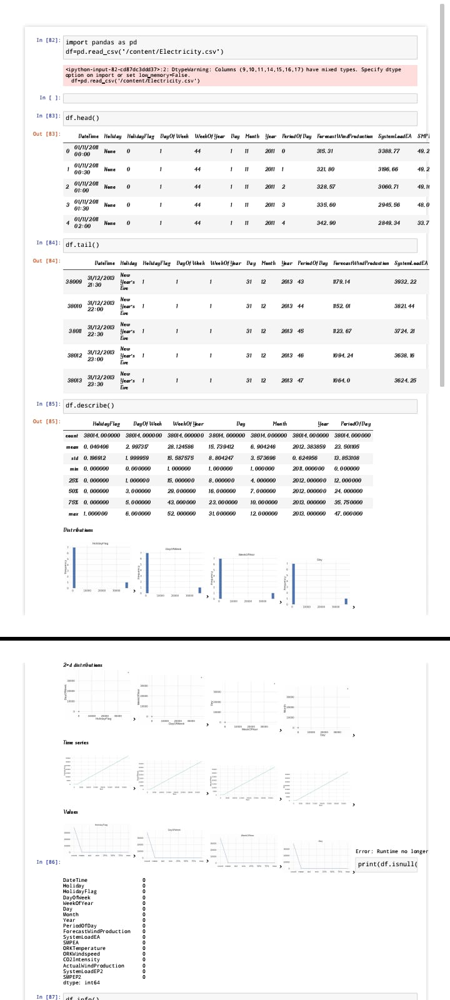 In [82]:
import pandas as pd
df=pd.read_csv("/content/Electricity.csv")
<ipython-input-82-cd87dc3ddd37>:2: DtypeWarning: Columns (9,10,11,14,15,16,17) have mixed types. Specify dtype
option on import or set low_memory=False.
df=pd.read_csv('/content/Electricity.csv')
In [ ]:
In [83]:
df.head()
Out [83]:
DateTime Holiday HolidayFlag DayOfWeek WeekOfYear Day Month Year PeriodOfDay ForecastWindProduction SystemLoadEA
0 01/11/2011 00:00 None 0 1 44 1 11 2011 0 315.31 3388.77 49.2
1 01/11/2011 00:30 None 0 1 44 1 11 2011 1 321.80 3196.66 49.2
2 01/11/2011 01:00 None 0 1 44 1 11 2011 2 328.57 3060.71 49.1
3 01/11/2011 01:30 None 0 1 44 1 11 2011 3 335.60 2945.56 48.0
4 01/11/2011 02:00 None 0 1 44 1 11 2011 4 342.90 2849.34 33.7
In [84]:
df.tail()
Out [84]:
DateTime Holiday HolidayFlag DayOfWeek WeekOfYear Day Month Year PeriodOfDay ForecastWindProduction SystemLoadEA
38009 31/12/2013 21:30 New Year's Eve 1 1 1 31 12 2013 43 1179.14 3932.22
38010 31/12/2013 22:00 New Year's Eve 1 1 1 31 12 2013 44 1152.01 3821.44
38011 31/12/2013 22:30 New Year's Eve 1 1 1 31 12 2013 45 1123.67 3724.21
38012 31/12/2013 23:00 New Year's Eve 1 1 1 31 12 2013 46 1094.24 3638.16
38013 31/12/2013 23:30 New Year's Eve 1 1 1 31 12 2013 47 1064.0 3624.25
In [85]:
df.describe()
Out [85]:
HolidayFlag DayOfWeek WeekOfYear Day Month Year PeriodOfDay
count 38014.000000 38014.000000 38014.000000 38014.000000 38014.000000 38014.000000 38014.000000
mean 0.040406 2.997317 28.124586 15.739412 6.904246 2012.383859 23.501105
std 0.196912 1.999959 15.587575 8.804247 3.573696 0.624956 13.853108
min 0.000000 0.000000 1.000000 1.000000 1.000000 2011.000000 0.000000
25% 0.000000 1.000000 15.000000 8.000000 4.000000 2012.000000 12.000000
50% 0.000000 3.000000 29.000000 16.000000 7.000000 2012.000000 24.000000
75% 0.000000 5.000000 43.000000 23.000000 10.000000 2013.000000 35.750000
max 1.000000 6.000000 52.000000 31.000000 12.000000 2013.000000 47.000000
Distributions
HolidayFlag
DayOfWeek
WeekOfYear
Day
2-d distributions
HolidayFlag
DayOfWeek
WeekOfYear
Day
Time series
Values
HolidayFlag
DayOfWeek
WeekOfYear
Day
Error: Runtime no longer
In [86]:
print(df.isnull(
DateTime 0
Holiday 0
HolidayFlag 0
DayOfWeek 0
WeekOfYear 0
Day 0
Month 0
Year 0
PeriodOfDay 0
ForecastWindProduction 0
SystemLoadEA 0
SMPEA 0
ORKTemperature 0
ORKWindspeed 0
CO2Intensity 0
ActualWindProduction 0
SystemLoadEP2 0
SMPEP2 0
dtype: int64
In [87]:
df.info()